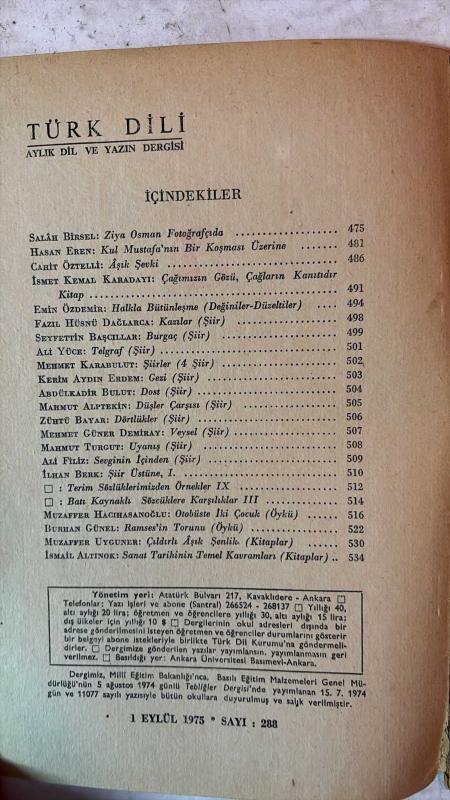 TÜRK DİLİ
AYLIK DİL VE YAZIN DERGİSİ
İÇİNDEKİLER
SALÂH BİRSEL: Ziya Osman Fotoğrafçıda ........ 475
HASAN EREN: Kul Mustafa'nın Bir Koşması Üzerine ....... 481
CAHİT ÖZTELLİ: Âşık Şevki ........ 486
İSMET KEMAL KARADAYI: Çağımızın Gözü, Çağların Kanıtıdır
Kitap ........ 491
EMİN ÖZDEMİR: Halkla Bütünleşme (Değiniler-Düzeltiler) .... 494
FAZIL HÜSNÜ DAĞLARCA: Kazılar (Şiir) ........ 498
SEYFETTİN BAŞCILLAR: Burgaç (Şiir) ........ 499
ALİ YÜCE: Telgraf (Şiir) ........ 501
MEHMET KARABULUT: Şiirler (4 Şiir) ........ 502
KERİM AYDIN ERDEM: Gezi (Şiir) ........ 503
ABDÜLKADİR BULUT: Dost (Şiir) ........ 504
MAHMUT ALPTEKİN: Düşler Çarşısı (Şiir) ........ 505
ZÜHTÜ BAYAR: Dörtlükler (Şiir) ........ 506
MEHMET GÜNER DEMİRAY: Veysel (Şiir) ........ 507
MAHMUT TURGUT: Uyanış (Şiir) ........ 508
ALİ FİLİZ: Sevginin İçinden (Şiir) ........ 509
İLHAN BERK: Şiir Üstüne, I. ........ 510
□ : Terim Sözlüklerimizden Örnekler IX ........ 512
□ : Batı Kaynaklı Sözcüklere Karşılıklar III ........ 514
MUZAFFER HACIHASANOĞLU: Otobüste İki Çocuk (Öykü) ...... 516
BURHAN GÜNEL: Ramses'in Torunu (Öykü) ........ 522
MUZAFFER UYGUNER: Çıldırlı Âşık Şenlik (Kitaplar) ..... 530
İSMAİL ALTINOK: Sanat Tarihinin Temel Kavramları (Kitaplar) .. 534
Yönetim yeri: Atatürk Bulvarı 217, Kavaklıdere - Ankara □
Telefonlar: Yazı işleri ve abone (Santral) 266524 - 268137 □ Yıllığı 40,
altı aylığı 20 lira; öğretmen ve öğrencilere yıllığı 30, altı aylığı 15 lira;
dış ülkeler için yıllığı 10 $ □ Dergilerinin okul adresleri dışında bir
adrese gönderilmesini isteyen öğretmen ve öğrenciler durumlarını gösterir
bir belgeyi abone istekleriyle birlikte Türk Dil Kurumu'na göndermeli-
dirler. □ Dergimize gönderilen yazılar yayımlansın, yayımlanmasın geri
verilmez. □ Basıldığı yer: Ankara Üniversitesi Basımevi-Ankara.
Dergimiz, Millî Eğitim Bakanlığı'nca, Basılı Eğitim Malzemeleri Genel Mü-
dürlüğü'nün 5 ağustos 1974 günlü Tebliğler Dergisi'nde yayımlanan 15. 7. 1974
gün ve 11077 sayılı yazısiyle bütün okullara duyurulmuş ve salık verilmiştir.
1 EYLÜL 1975 * SAYI : 288